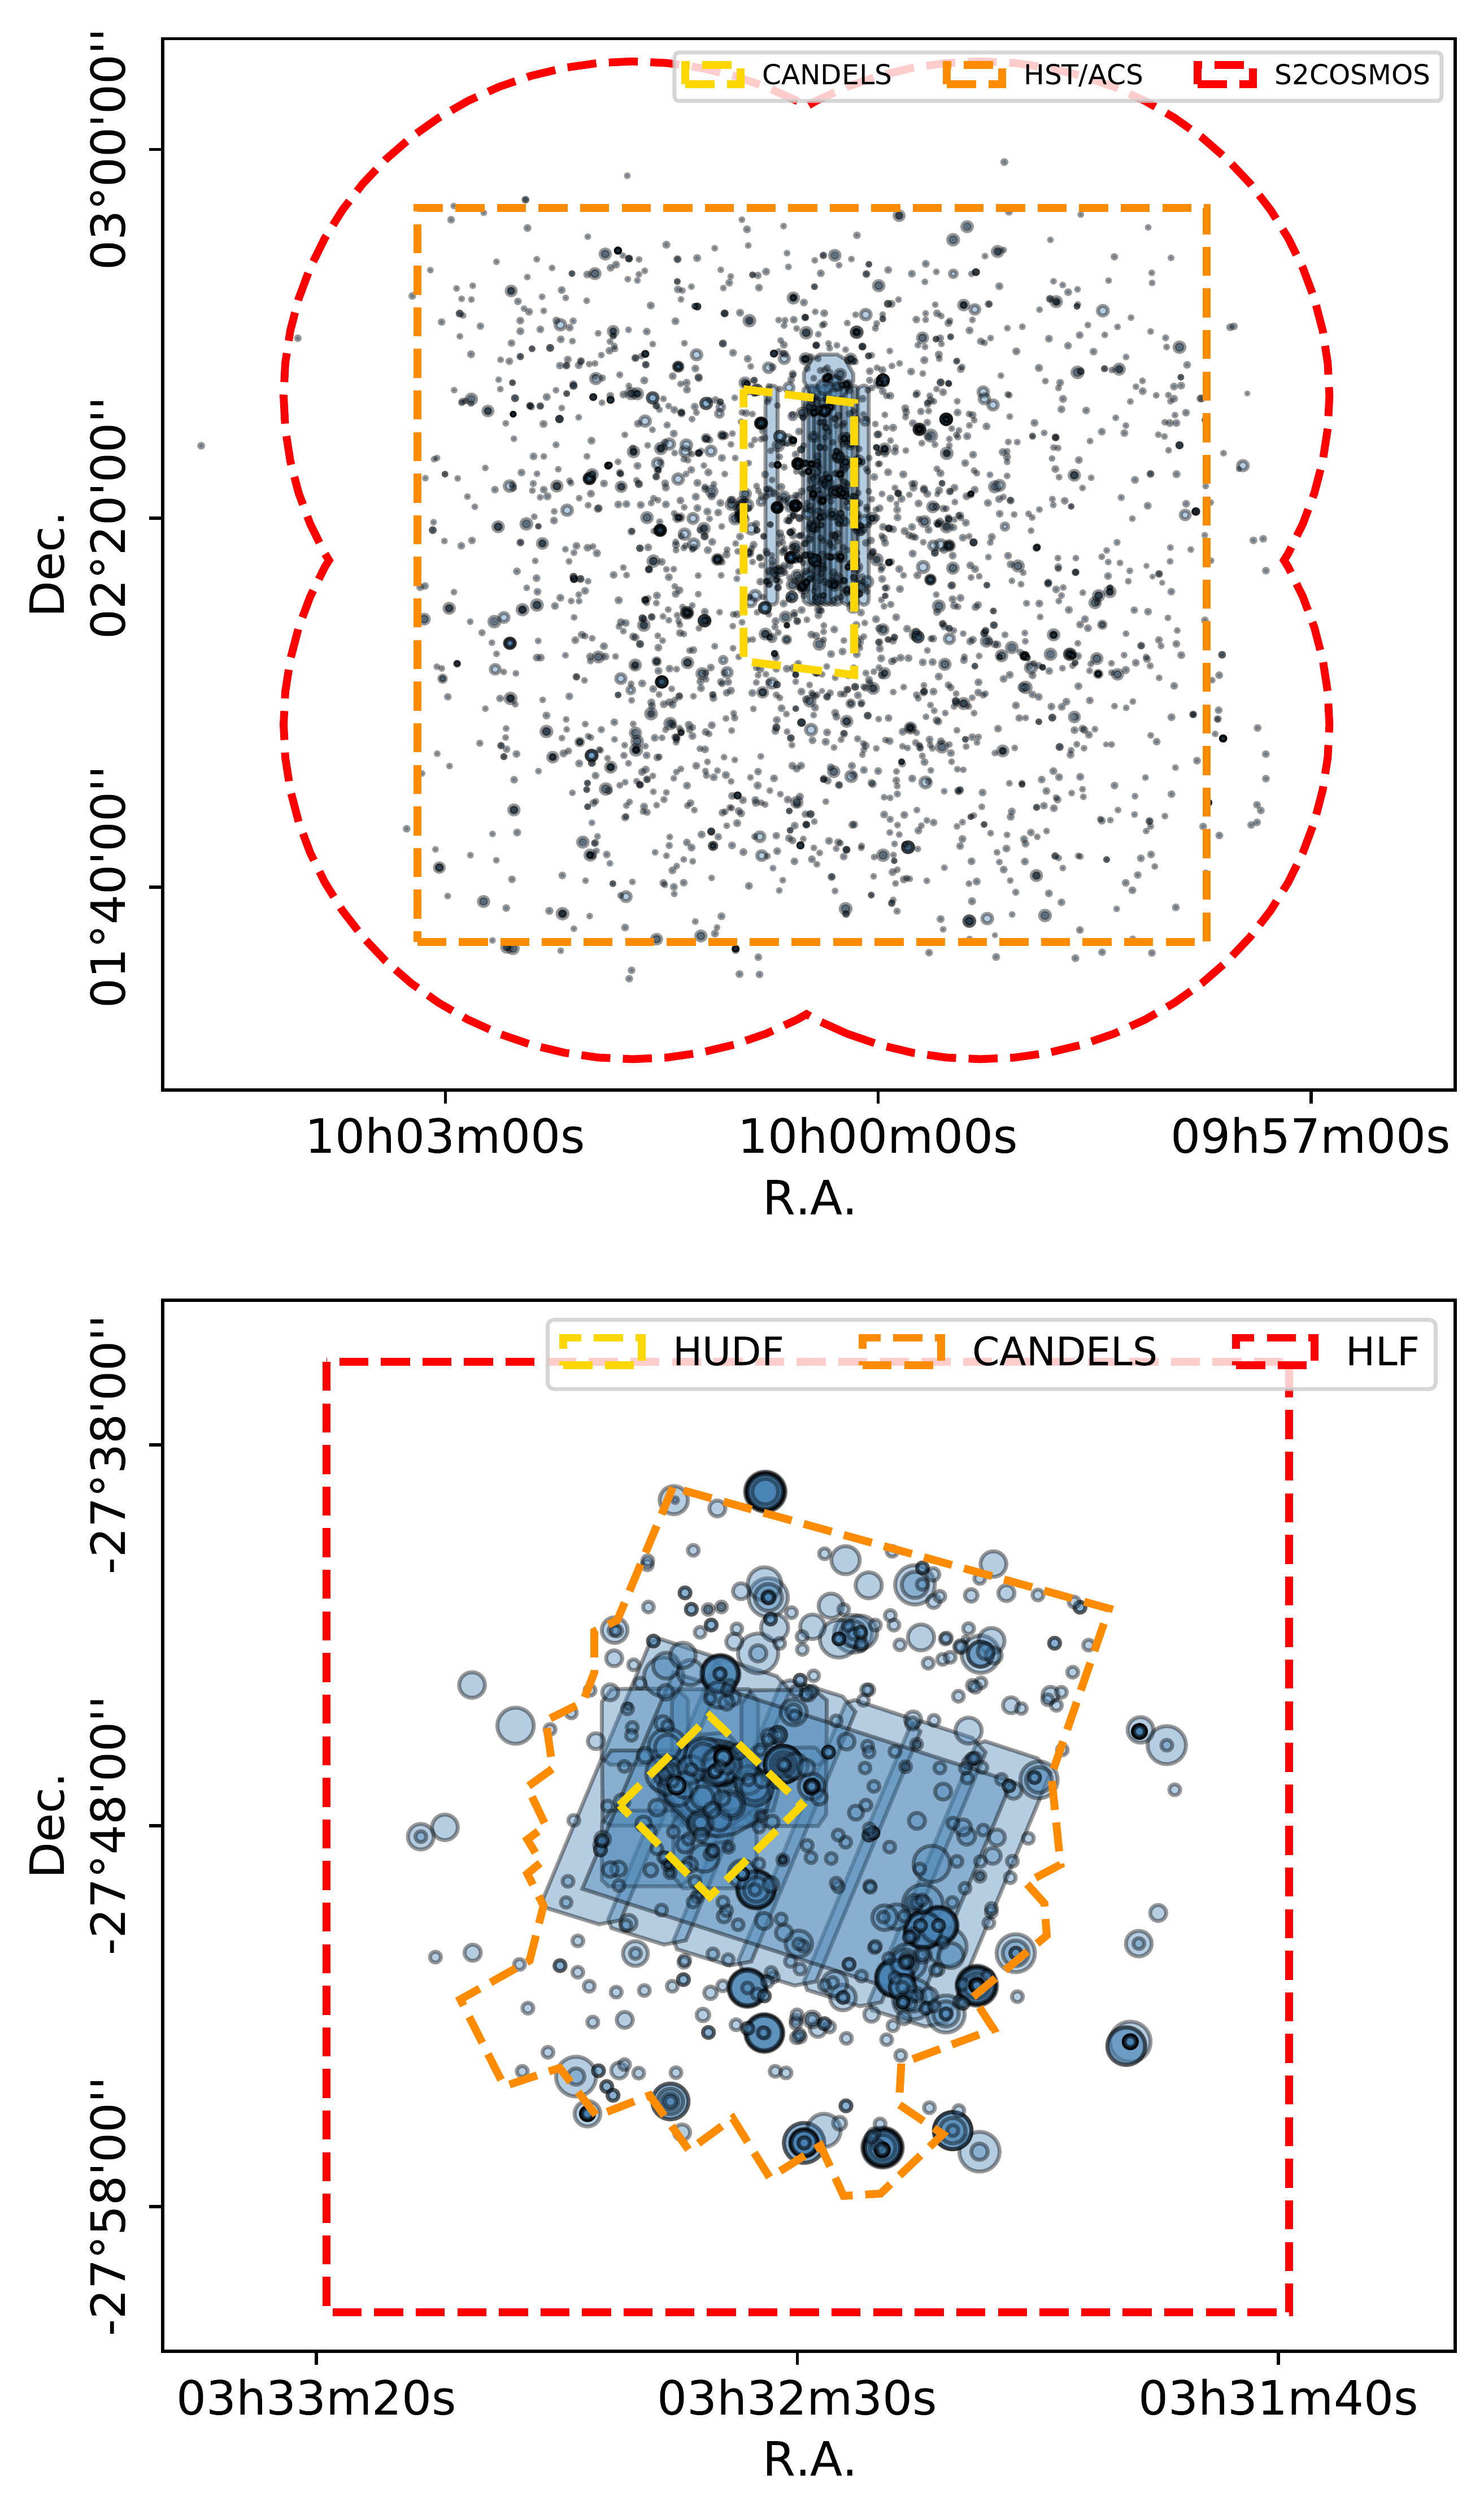 CANDELS HST/ACS S2COSMOS
03°00'00"
02°20'00"
01°40'00"
Dec.
10h03m00s 10h00m00s 09h57m00s
R.A.
HUDF CANDELS HLF
-27°38'00"
-27°48'00"
-27°58'00"
Dec.
03h33m20s 03h32m30s 03h31m40s
R.A.